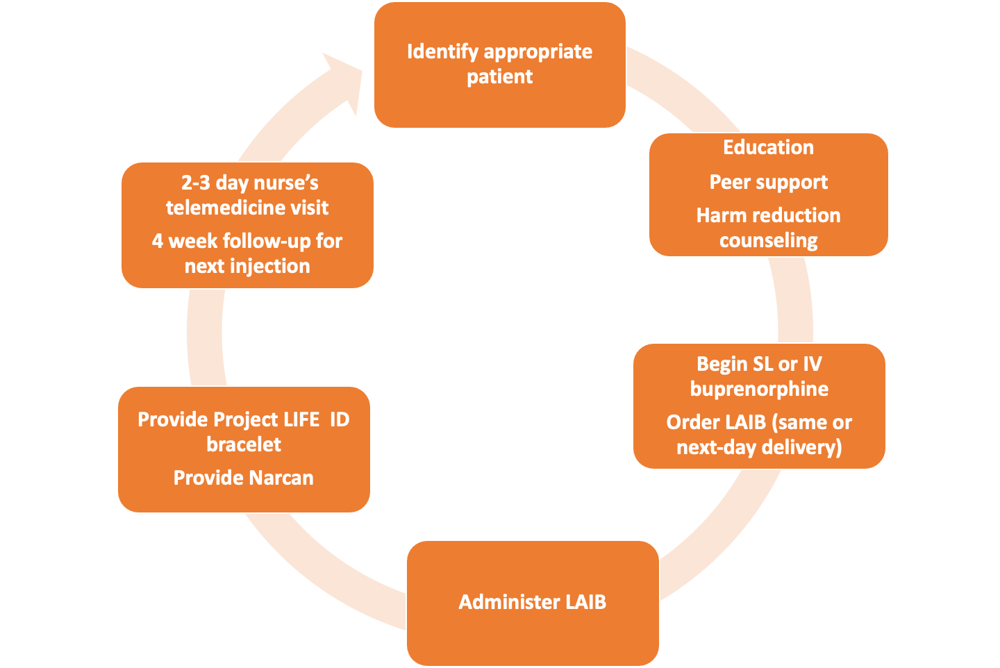 Identify appropriate
patient
Education
Peer support
Harm reduction
counseling
Begin SL or IV
buprenorphine
Order LAIB (same or
next-day delivery)
Administer LAIB
Provide Project LIFE  ID
bracelet
Provide Narcan
2-3 day nurse’s
telemedicine visit
4 week follow-up for
next injection